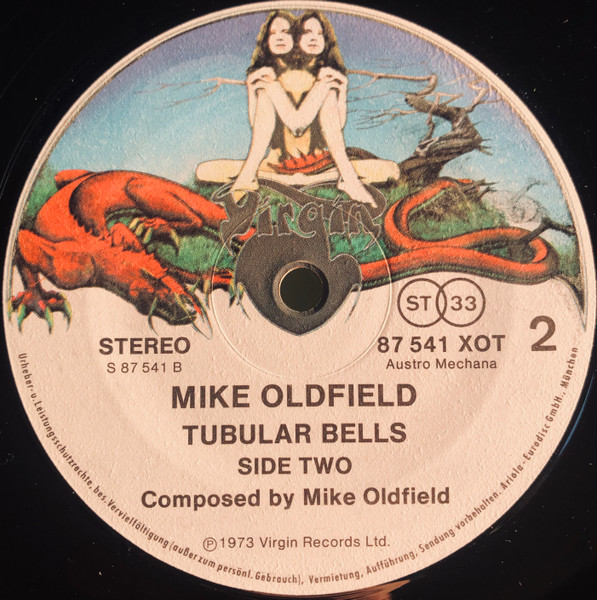 Virgin
ST 33
STEREO
87 541 XOT
2
S 87 541 B
Austro Mechana
MIKE OLDFIELD
TUBULAR BELLS
SIDE TWO
Composed by Mike Oldfield
℗1973 Virgin Records Ltd.
Urheber-u. Leistungsschutzrechte, bes. Vervielfältigung (außer zum persönl. Gebrauch), Vermietung, Aufführung, Sendung vorbehalten. Ariola-Eurodisc GmbH., München